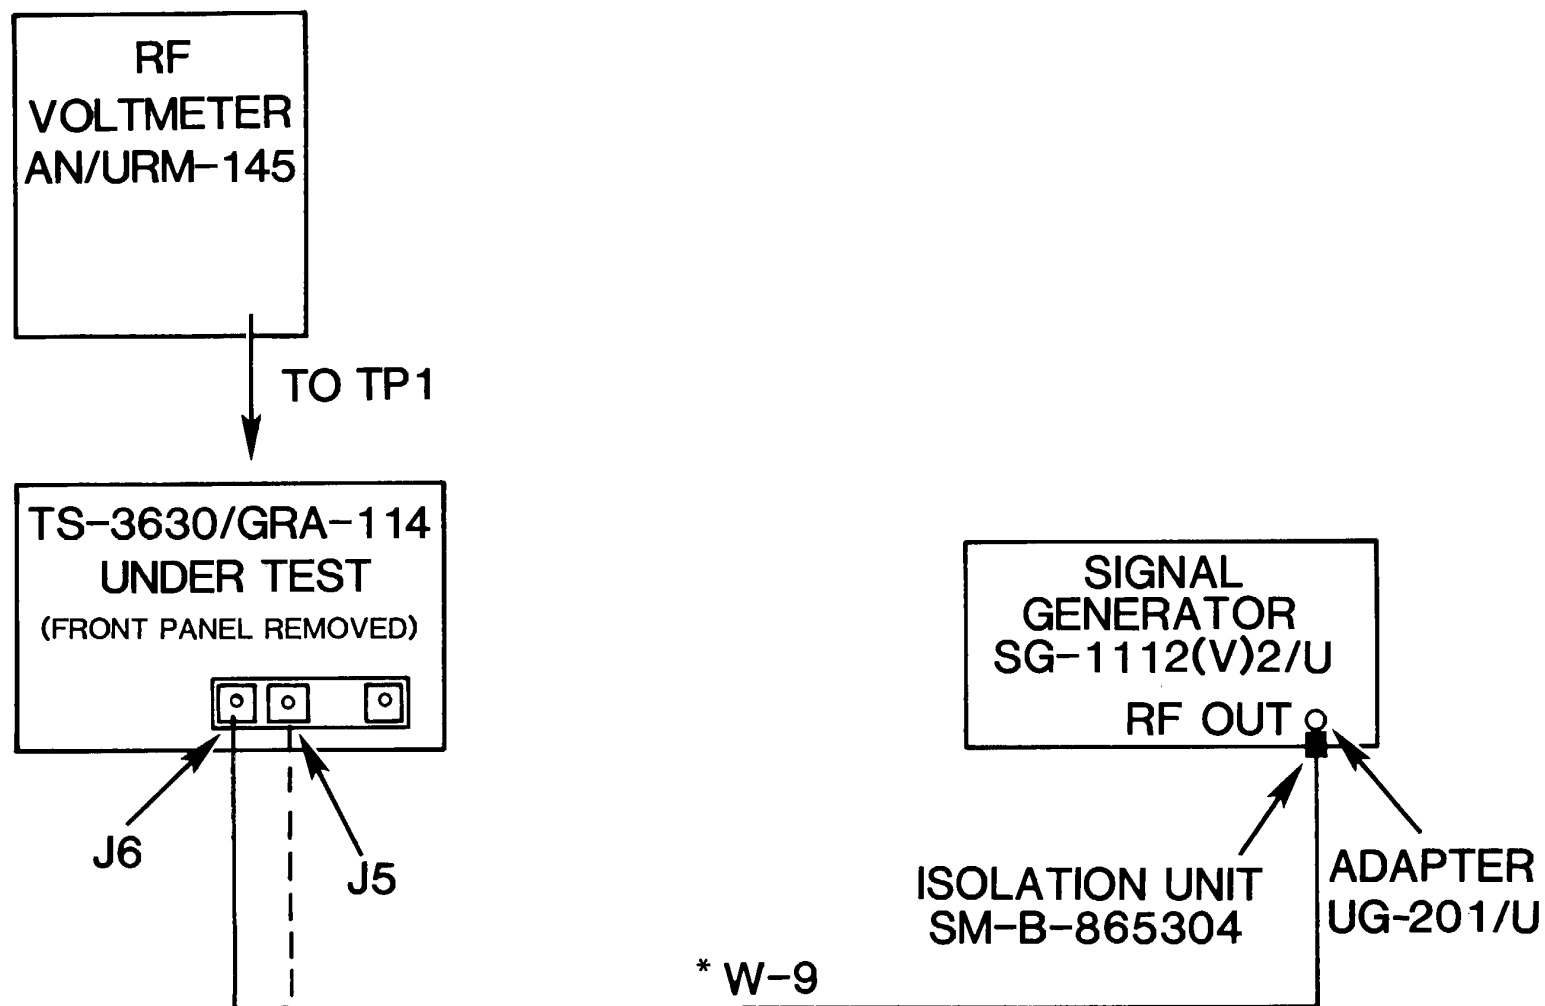 RF
VOLTMETER
AN/URM-145
TO TP1
TS-3630/GRA-114
UNDER TEST
(FRONT PANEL REMOVED)
J6
J5
SIGNAL
GENERATOR
SG-1112(V)2/U
RF OUT
ISOLATION UNIT
SM-B-865304
ADAPTER
UG-201/U
* W-9